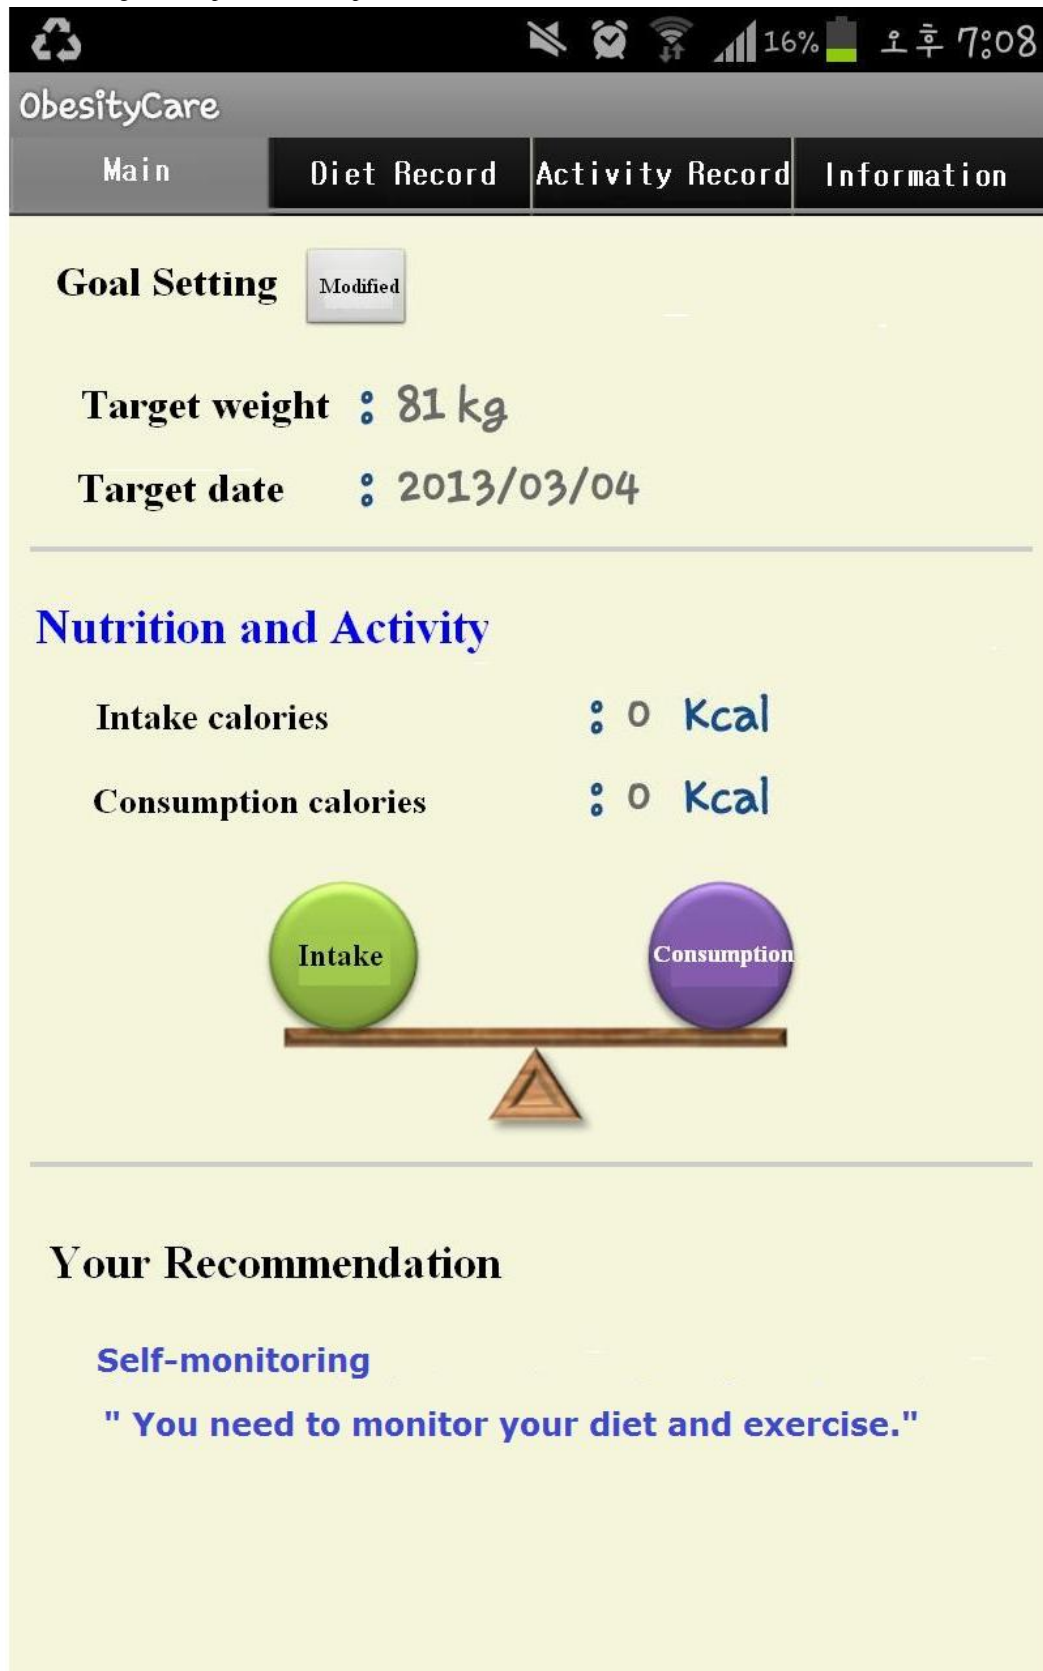 16% 오후 7:08
ObesityCare
Main Diet Record Activity Record Information
Goal Setting Modified
Target weight : 81 kg
Target date : 2013/03/04
Nutrition and Activity
Intake calories : 0 Kcal
Consumption calories : 0 Kcal
Intake Consumption
Your Recommendation
Self-monitoring
" You need to monitor your diet and exercise."